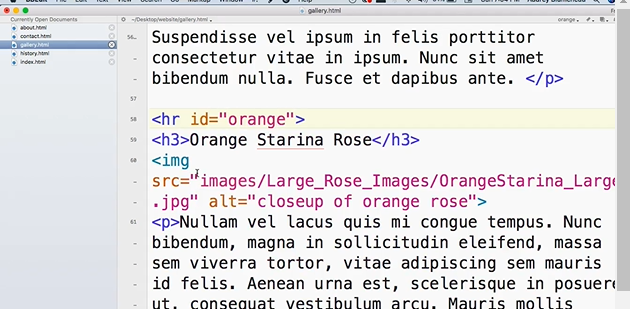 gallery.html
Currently Open Documents
~/Desktop/website/gallery.html
orange
about.html
contact.html
gallery.html
history.html
index.html
56
Suspendisse vel ipsum in felis porttitor
consectetur vitae in ipsum. Nunc sit amet
bibendum nulla. Fusce et dapibus ante. </p>
57
58 <hr id="orange">
59 <h3>Orange Starina Rose</h3>
60 <img
src="images/Large_Rose_Images/OrangeStarina_Large
.jpg" alt="closeup of orange rose">
61 <p>Nullam vel lacus quis mi congue tempus. Nunc
bibendum, magna in sollicitudin eleifend, massa
sem viverra tortor, vitae adipiscing sem mauris
id felis. Aenean urna est, scelerisque in posuere
ut, consequat vestibulum arcu. Mauris mollis